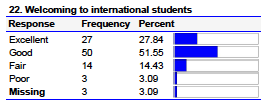 22. Welcoming to international students
Response Frequency Percent
Excellent 27 27.84
Good 50 51.55
Fair 14 14.43
Poor 3 3.09
Missing 3 3.09